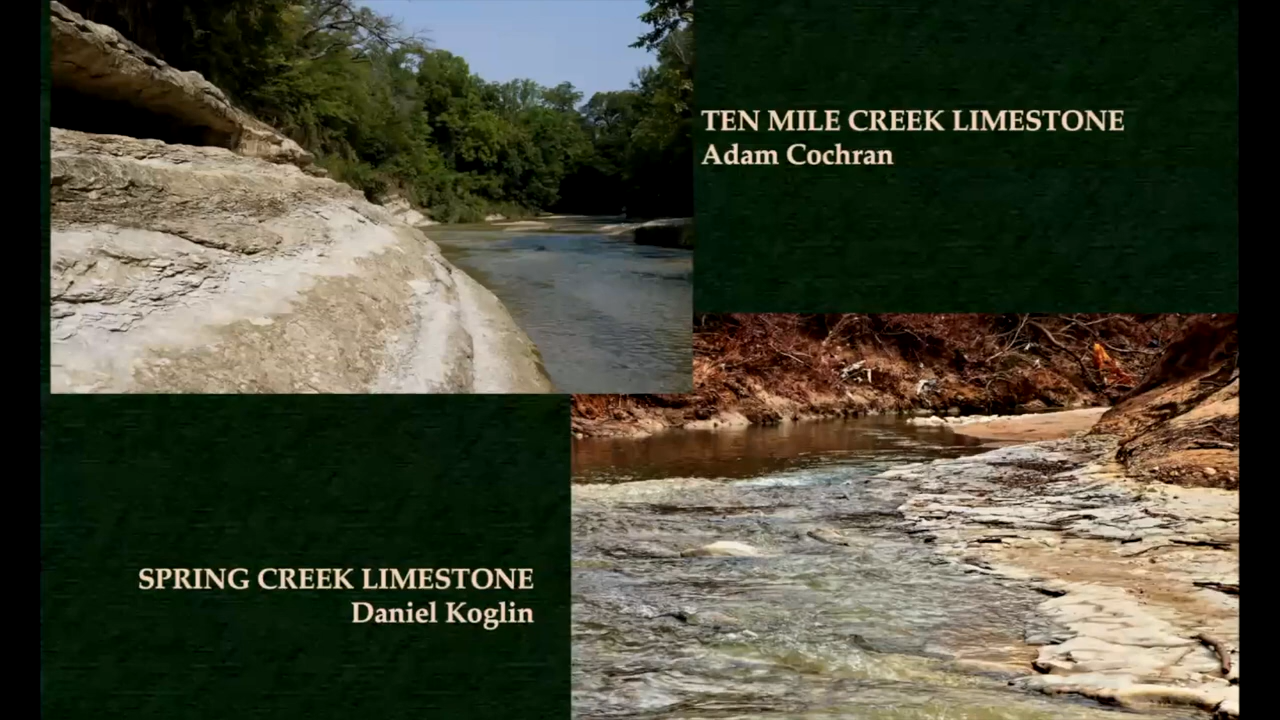 TEN MILE CREEK LIMESTONE
Adam Cochran
SPRING CREEK LIMESTONE
Daniel Koglin